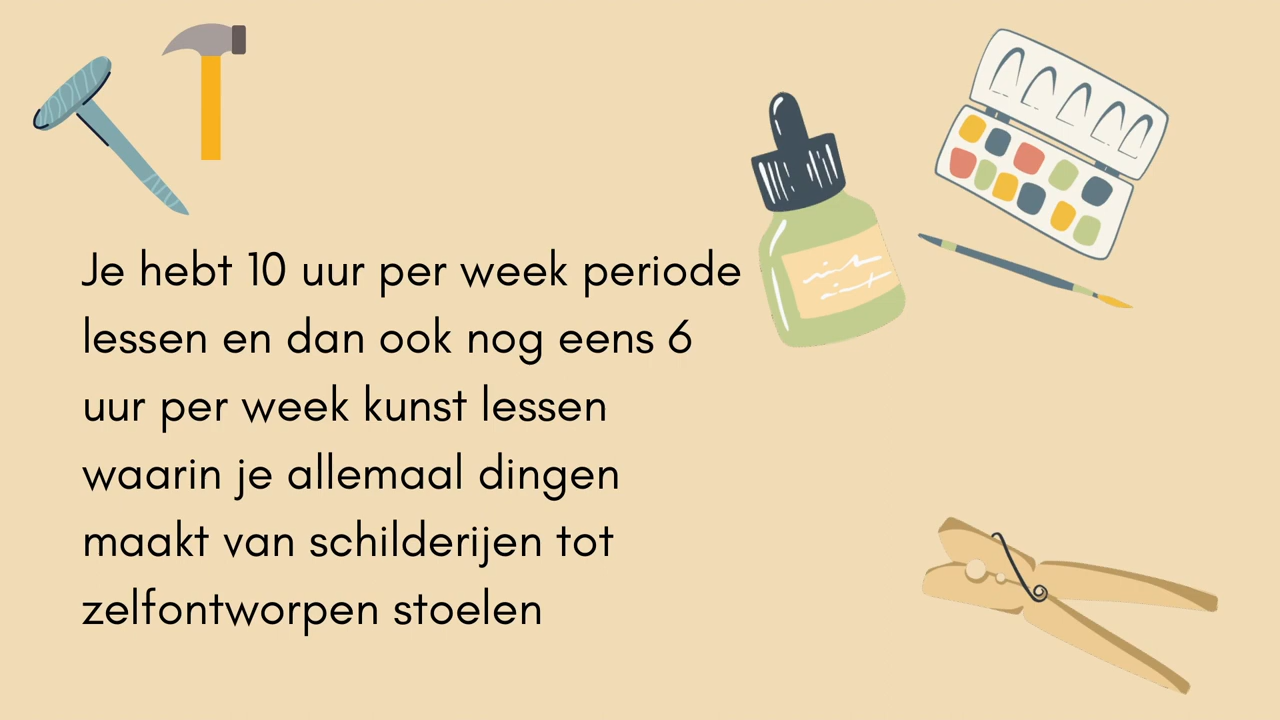 Je hebt 10 uur per week periode
lessen en dan ook nog eens 6
uur per week kunst lessen
waarin je allemaal dingen
maakt van schilderijen tot
zelfontworpen stoelen